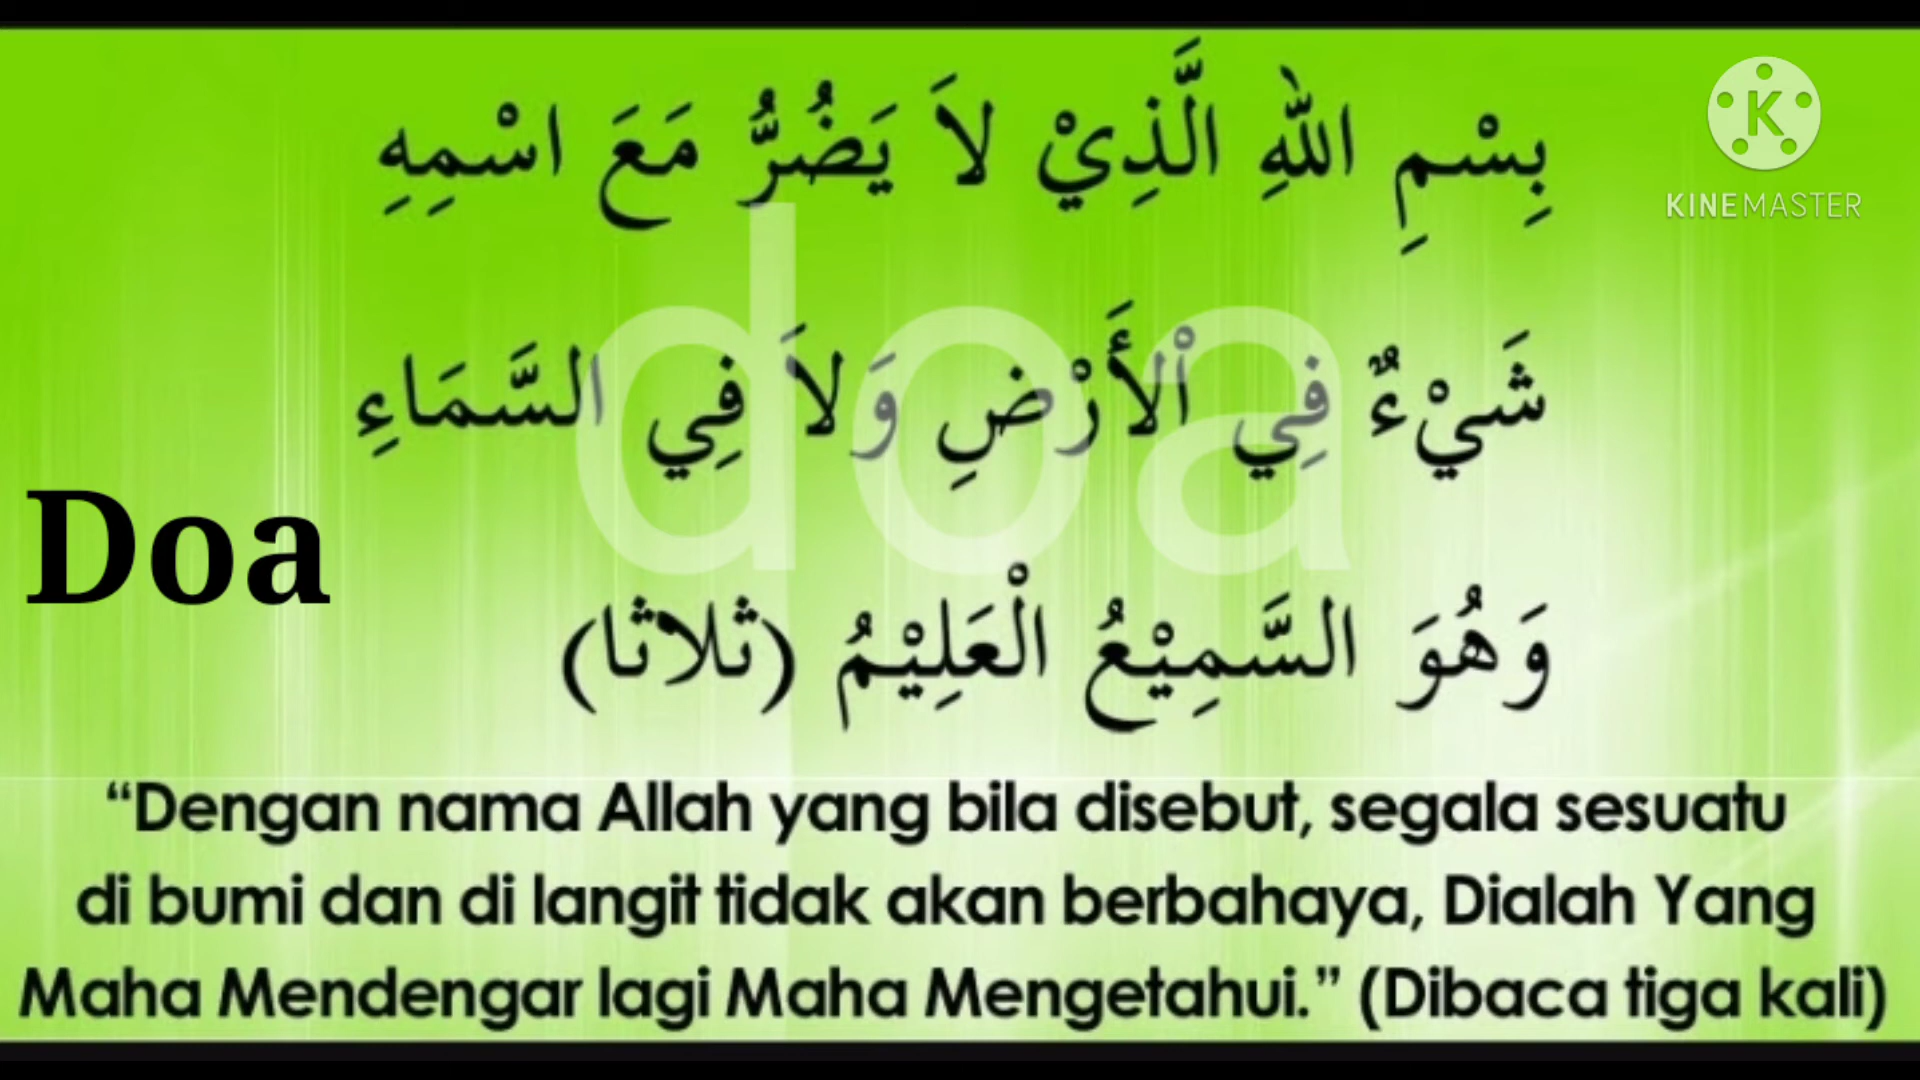 بِسْمِ اللهِ الَّذِيْ لاَ يَضُرُّ مَعَ اسْمِهِ
KINEMASTER
شَيْءٌ فِي اْلأَرْضِ وَلاَ فِي السَّمَاءِ
doa
Doa
وَهُوَ السَّمِيْعُ الْعَلِيْمُ (ثلاثا)
“Dengan nama Allah yang bila disebut, segala sesuatu
di bumi dan di langit tidak akan berbahaya, Dialah Yang
Maha Mendengar lagi Maha Mengetahui.” (Dibaca tiga kali)